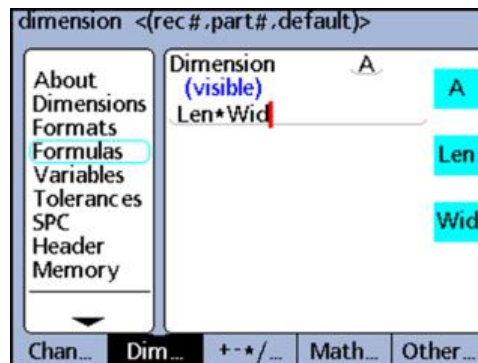 dimension <(rec#,part#,default)>
About
Dimensions
Formats
Formulas
Variables
Tolerances
SPC
Header
Memory
Dimension A
(visible)
Len*Wid
A
Len
Wid
Chan... Dim... +-*/... Math... Other...